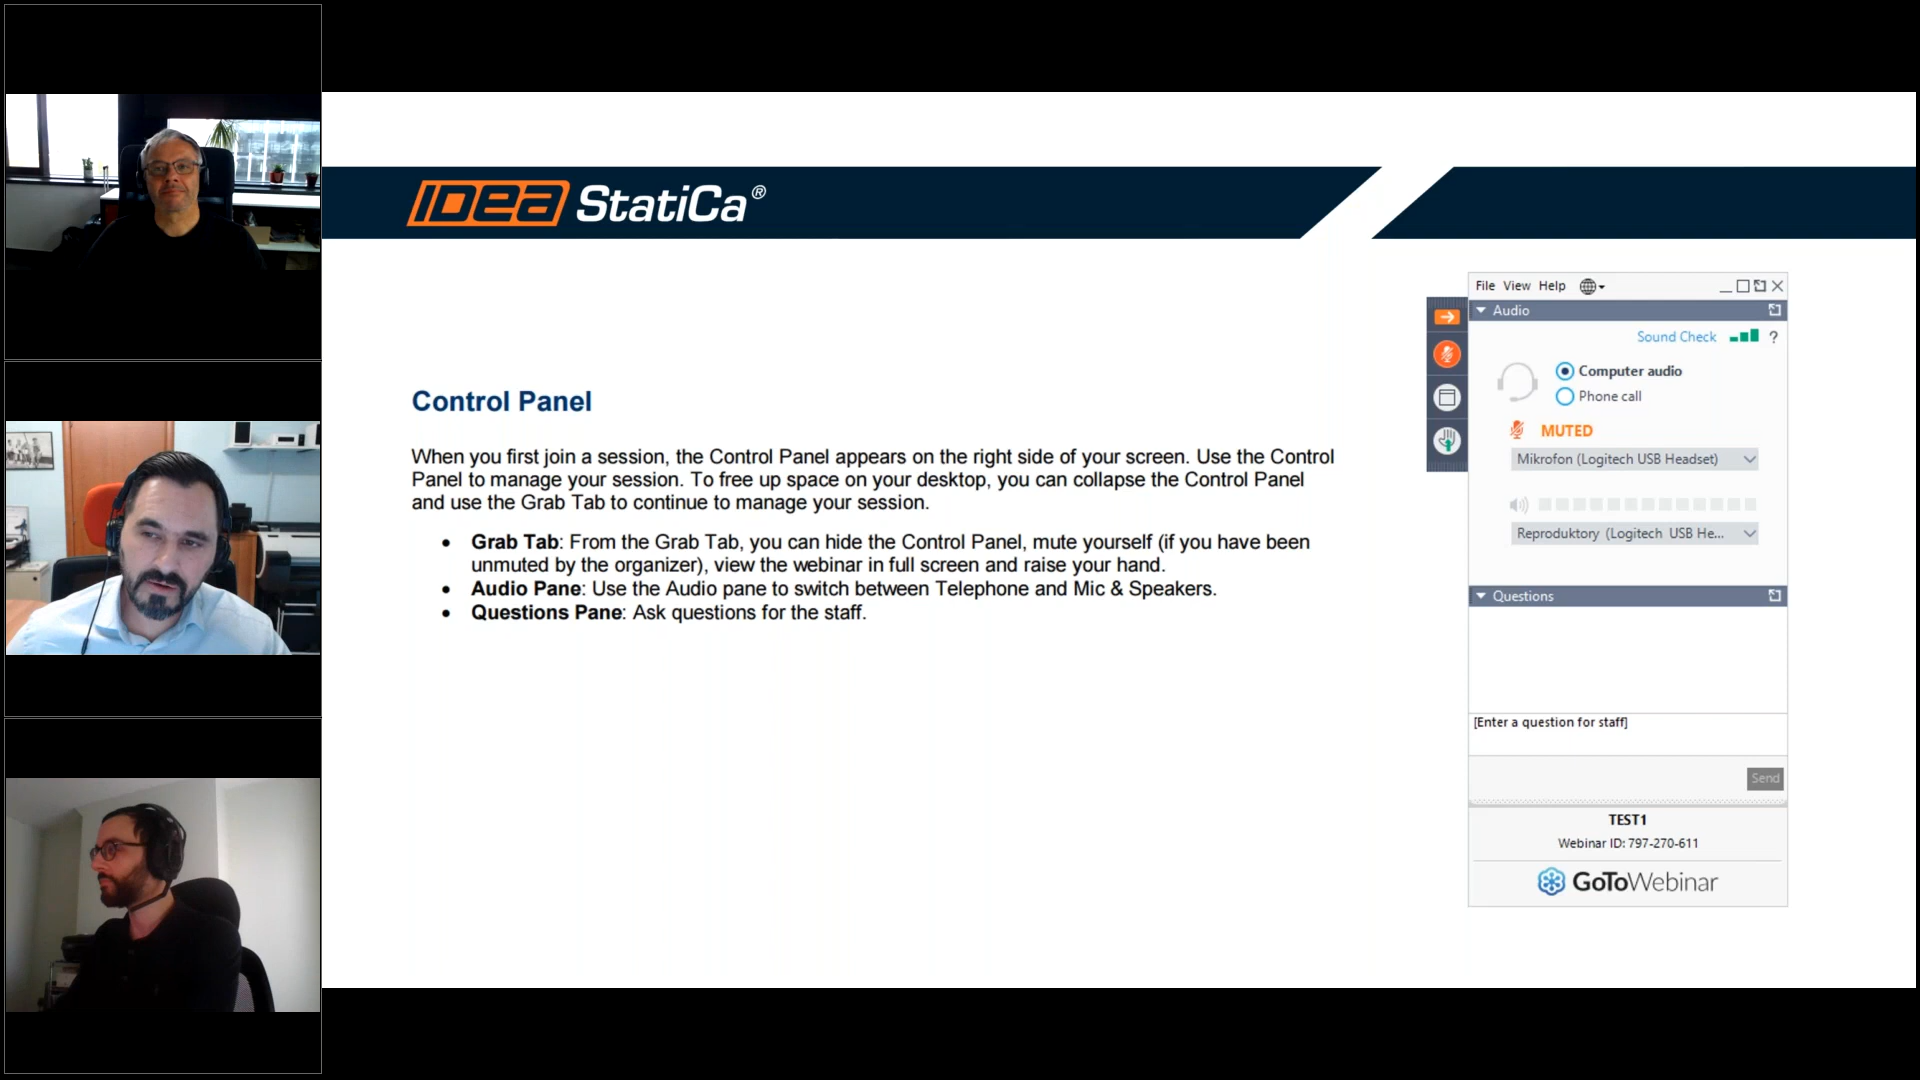 IDEA StatiCa®
Control Panel
When you first join a session, the Control Panel appears on the right side of your screen. Use the Control
Panel to manage your session. To free up space on your desktop, you can collapse the Control Panel
and use the Grab Tab to continue to manage your session.
• Grab Tab: From the Grab Tab, you can hide the Control Panel, mute yourself (if you have been
unmuted by the organizer), view the webinar in full screen and raise your hand.
• Audio Pane: Use the Audio pane to switch between Telephone and Mic & Speakers.
• Questions Pane: Ask questions for the staff.
File View Help
Audio
Sound Check ?
Computer audio
Phone call
MUTED
Mikrofon (Logitech USB Headset)
Reproduktory (Logitech USB He...
Questions
[Enter a question for staff]
Send
TEST1
Webinar ID: 797-270-611
GoToWebinar